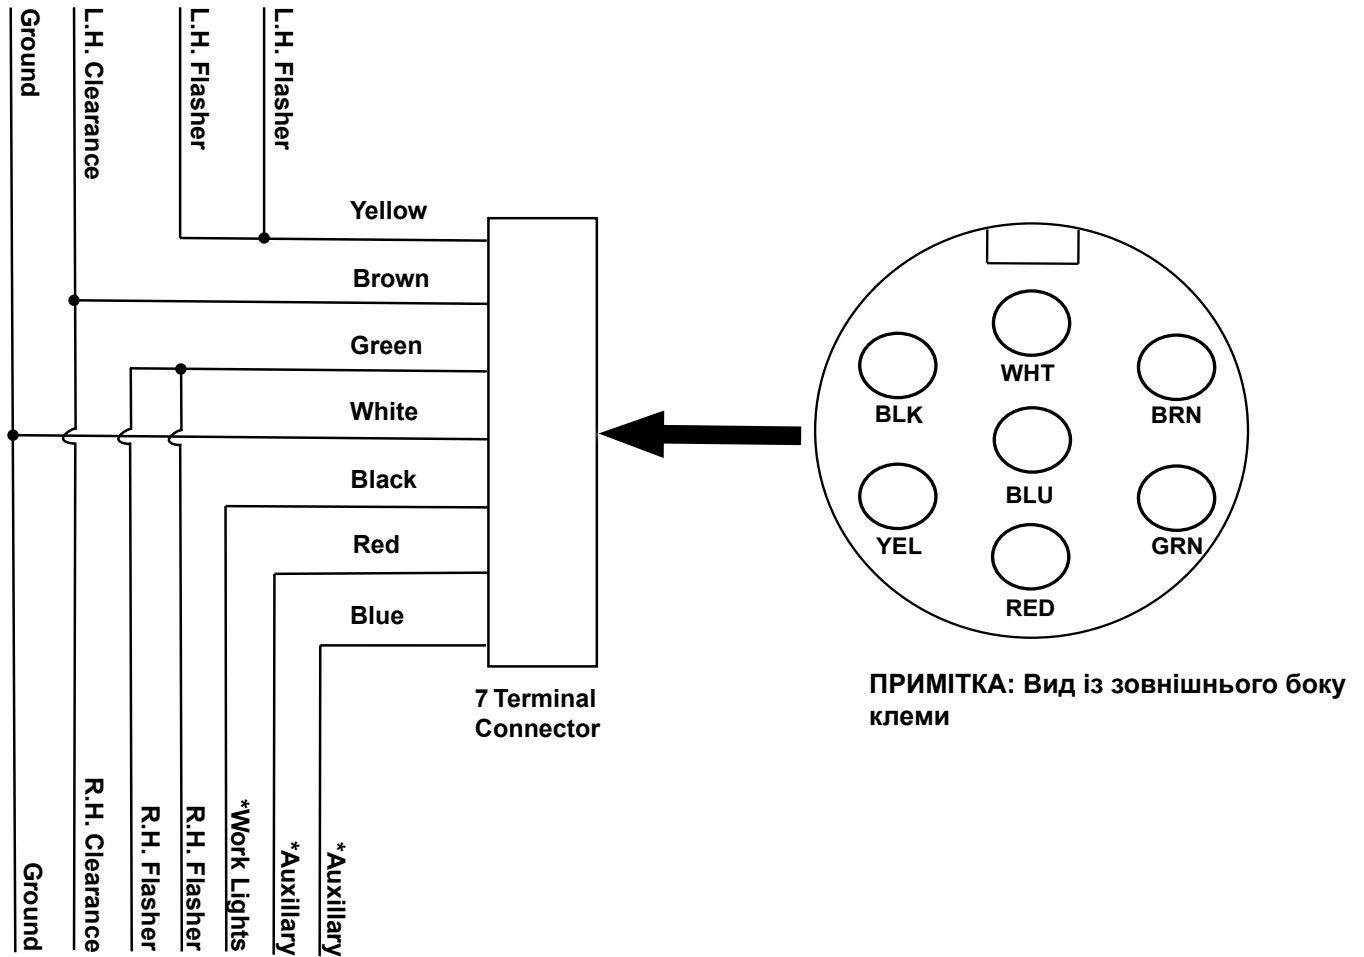 Ground
L.H. Clearance
L.H. Flasher
L.H. Flasher
Yellow
Brown
Green
White
Black
Red
Blue
7 Terminal
Connector
Ground
R.H. Clearance
R.H. Flasher
R.H. Flasher
*Work Lights
*Auxillary
*Auxillary
WHT
BLK
BRN
BLU
YEL
GRN
RED
ПРИМІТКА: Вид із зовнішнього боку
клеми